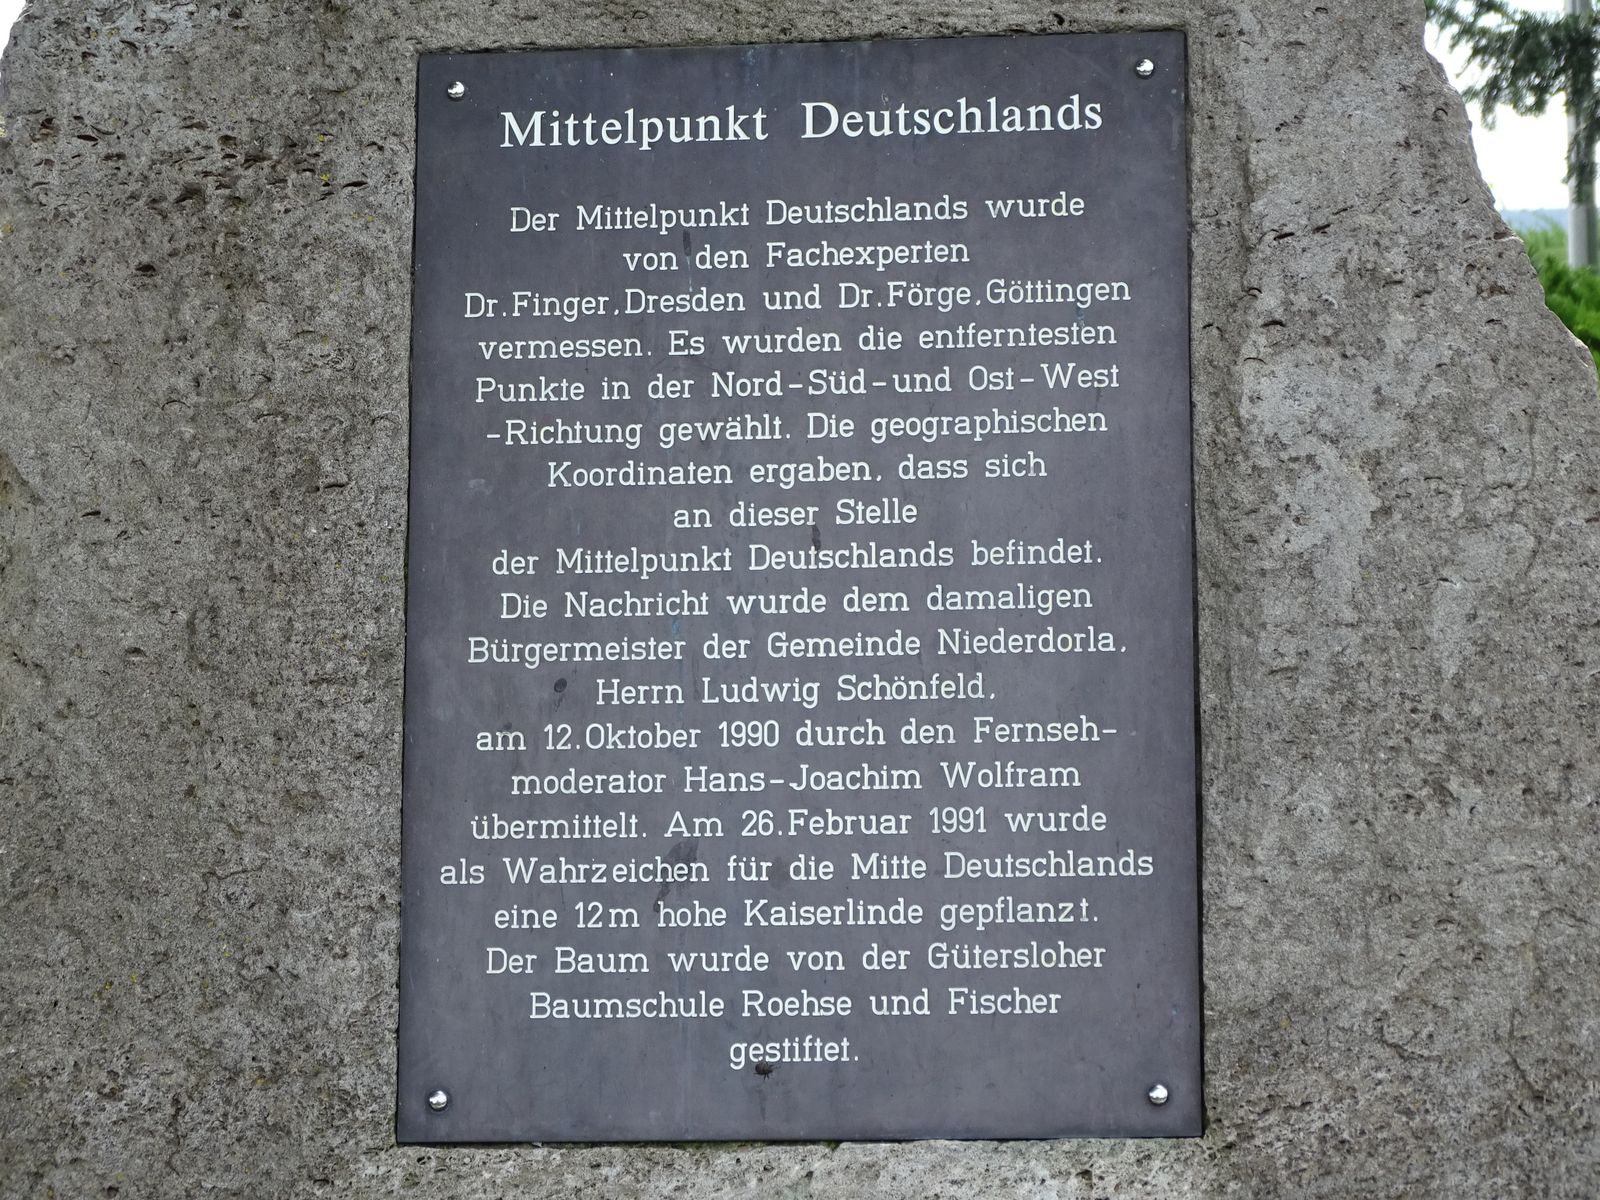 Mittelpunkt Deutschlands
Der Mittelpunkt Deutschlands wurde
von den Fachexperten
Dr.Finger,Dresden und Dr.Förge,Göttingen
vermessen. Es wurden die entferntesten
Punkte in der Nord-Süd-und Ost-West
-Richtung gewählt. Die geographischen
Koordinaten ergaben, dass sich
an dieser Stelle
der Mittelpunkt Deutschlands befindet.
Die Nachricht wurde dem damaligen
Bürgermeister der Gemeinde Niederdorla,
Herrn Ludwig Schönfeld,
am 12.Oktober 1990 durch den Fernseh-
moderator Hans-Joachim Wolfram
übermittelt. Am 26.Februar 1991 wurde
als Wahrzeichen für die Mitte Deutschlands
eine 12m hohe Kaiserlinde gepflanzt.
Der Baum wurde von der Gütersloher
Baumschule Roehse und Fischer
gestiftet.